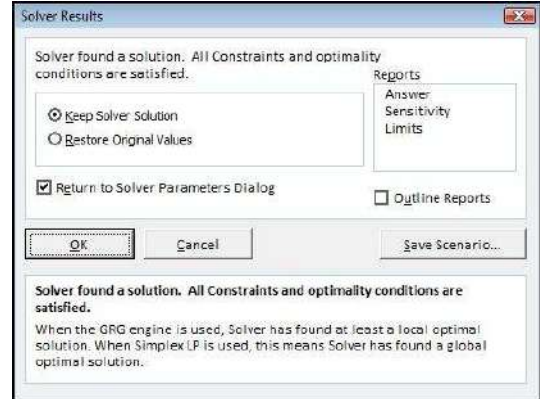 Solver Results
Solver found a solution. All Constraints and optimality
conditions are satisfied.
Reports
Answer
Sensitivity
Limits
Keep Solver Solution
Restore Original Values
Return to Solver Parameters Dialog
Outline Reports
OK
Cancel
Save Scenario...
Solver found a solution. All Constraints and optimality conditions are
satisfied.
When the GRG engine is used, Solver has found at least a local optimal
solution. When Simplex LP is used, this means Solver has found a global
optimal solution.